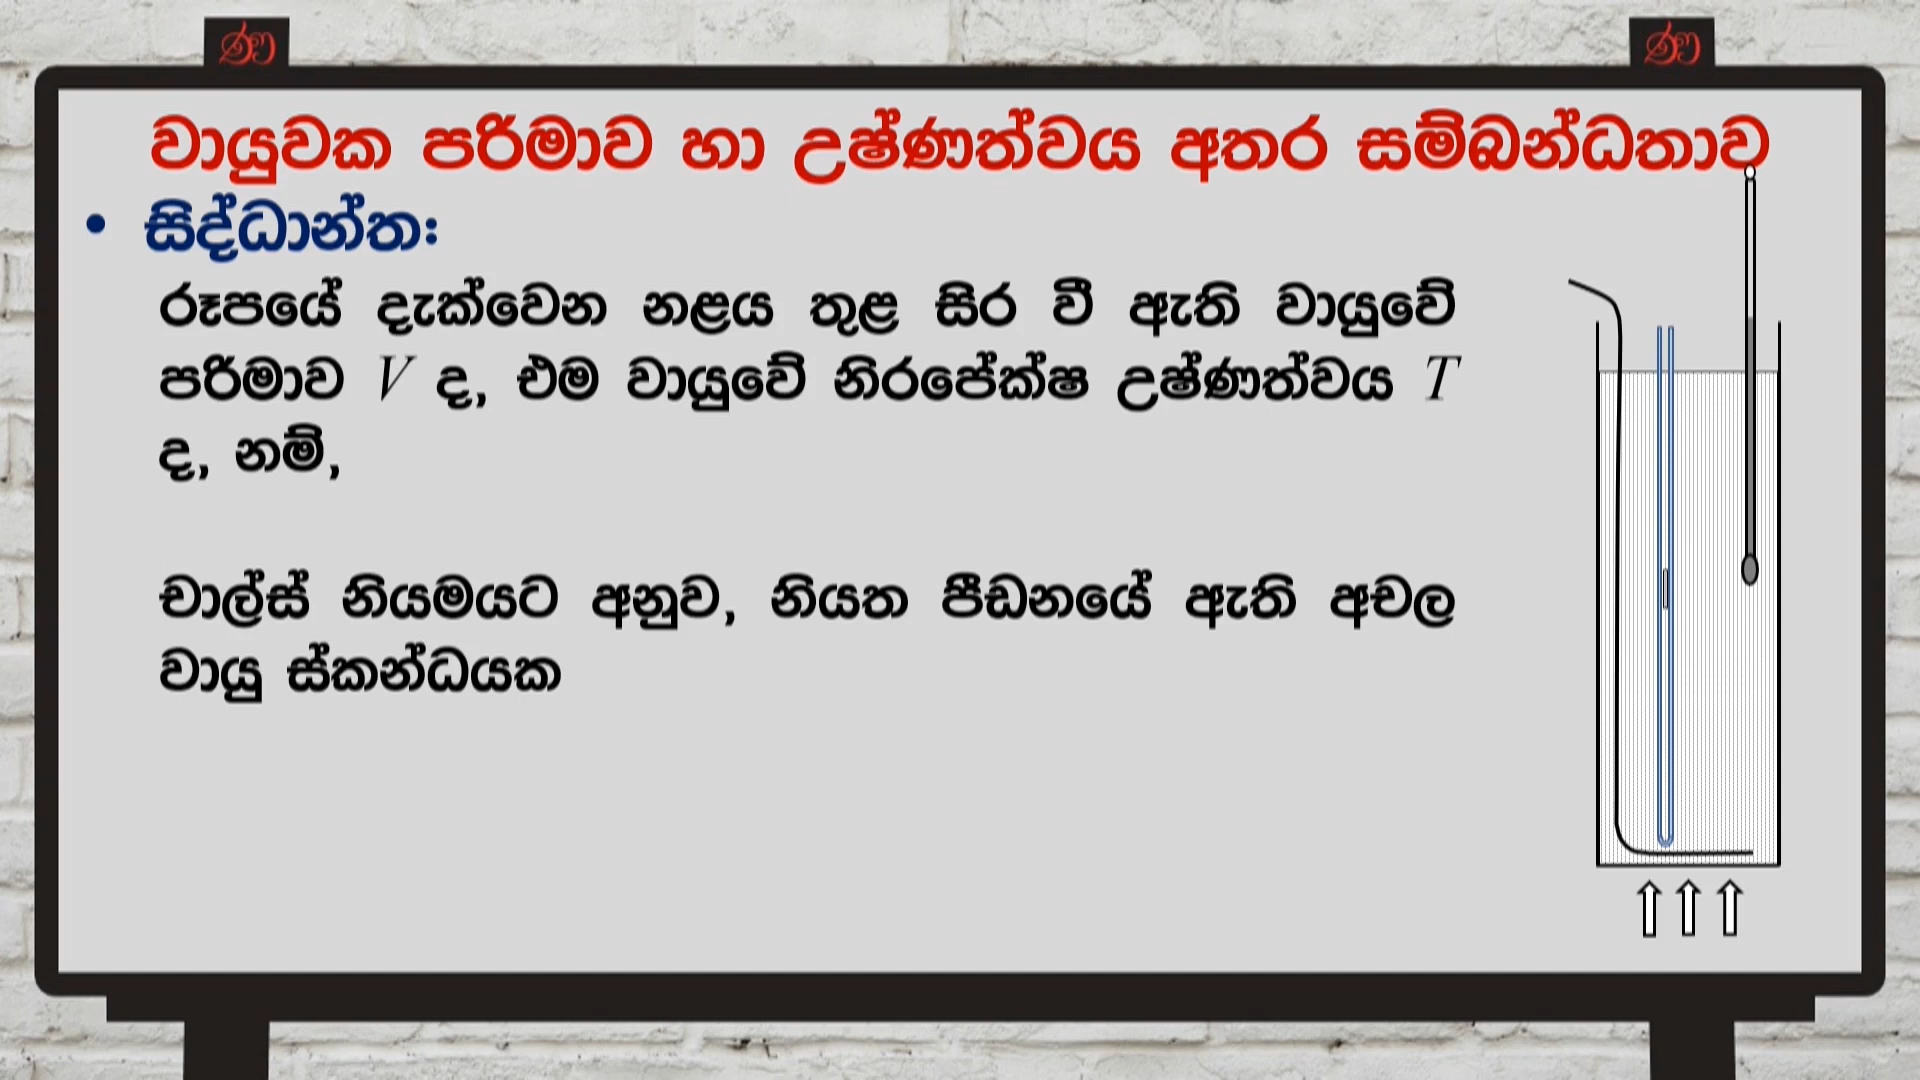 ණ ණ
වායුවක පරිමාව හා උෂ්ණත්වය අතර සම්බන්ධතාව
• සිද්ධාන්තඃ
රූපයේ දැක්වෙන නළය තුළ සිර වී ඇති වායුවේ
පරිමාව V ද, එම වායුවේ නිරපේක්ෂ උෂ්ණත්වය T
ද, නම්,
චාල්ස් නියමයට අනුව, නියත පීඩනයේ ඇති අචල
වායු ස්කන්ධයක